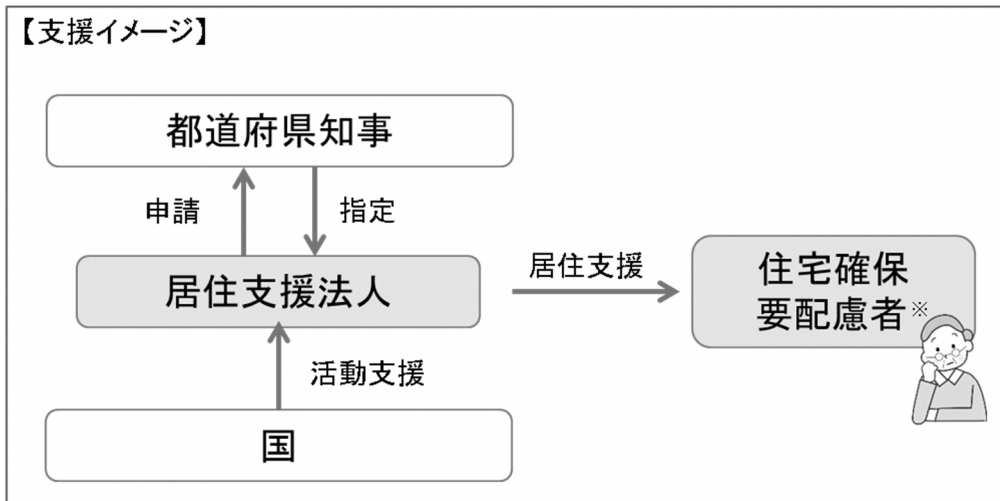 【支援イメージ】
都道府県知事
申請
指定
居住支援法人
居住支援
住宅確保
要配慮者※
活動支援
国